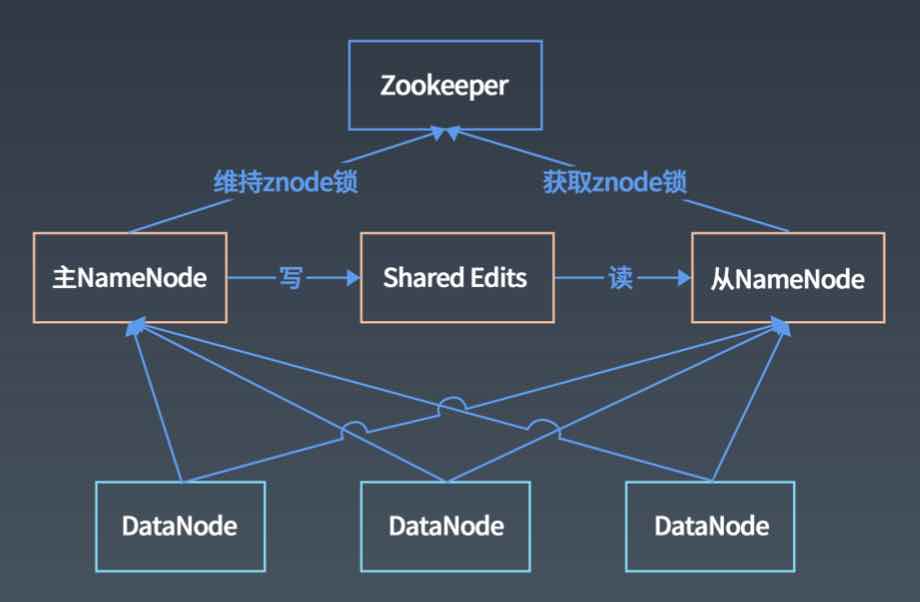 Zookeeper
维持znode锁
获取znode锁
主NameNode
写
Shared Edits
读
从NameNode
DataNode
DataNode
DataNode